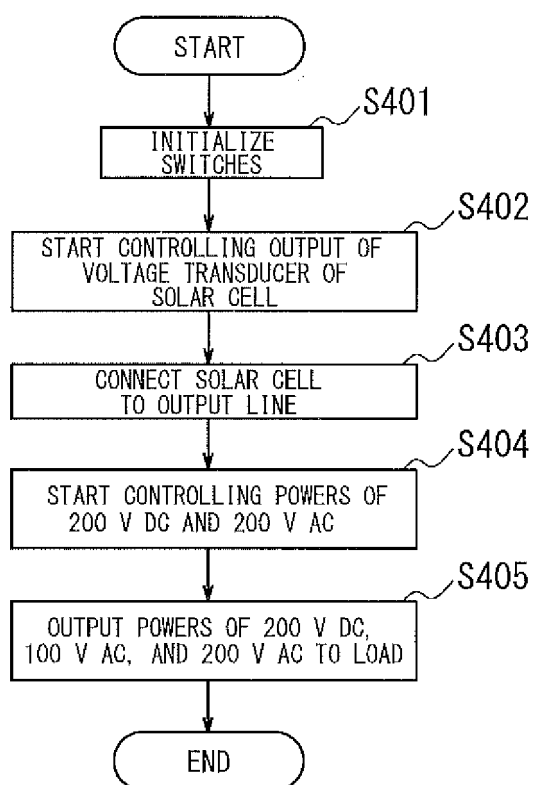 START
S401
INITIALIZE
SWITCHES
S402
START CONTROLLING OUTPUT OF
VOLTAGE TRANSDUCER OF
SOLAR CELL
S403
CONNECT SOLAR CELL
TO OUTPUT LINE
S404
START CONTROLLING POWERS OF
200 V DC AND 200 V AC
S405
OUTPUT POWERS OF 200 V DC,
100 V AC, AND 200 V AC TO LOAD
END